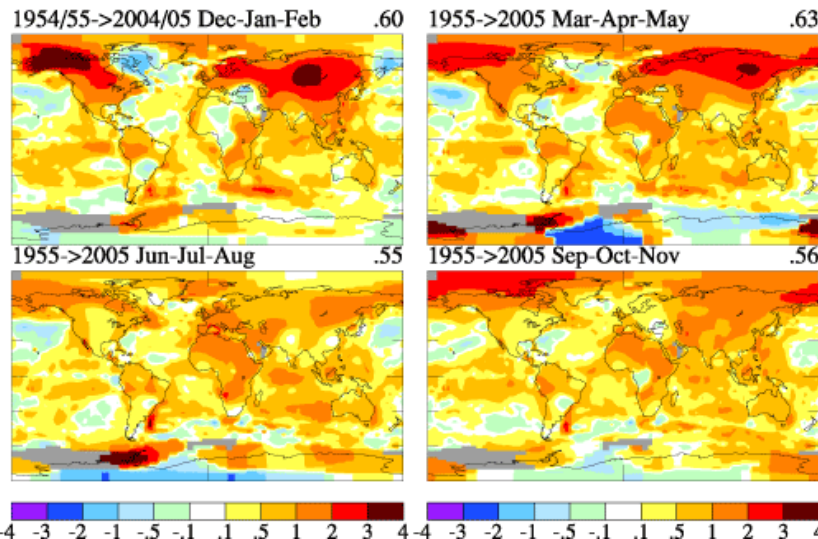 1954/55->2004/05 Dec-Jan-Feb .60
1955->2005 Mar-Apr-May .63
1955->2005 Jun-Jul-Aug .55
1955->2005 Sep-Oct-Nov .56
-4 -3 -2 -1 -.5 -.1 .1 .5 1 2 3 4
-4 -3 -2 -1 -.5 -.1 .1 .5 1 2 3 4